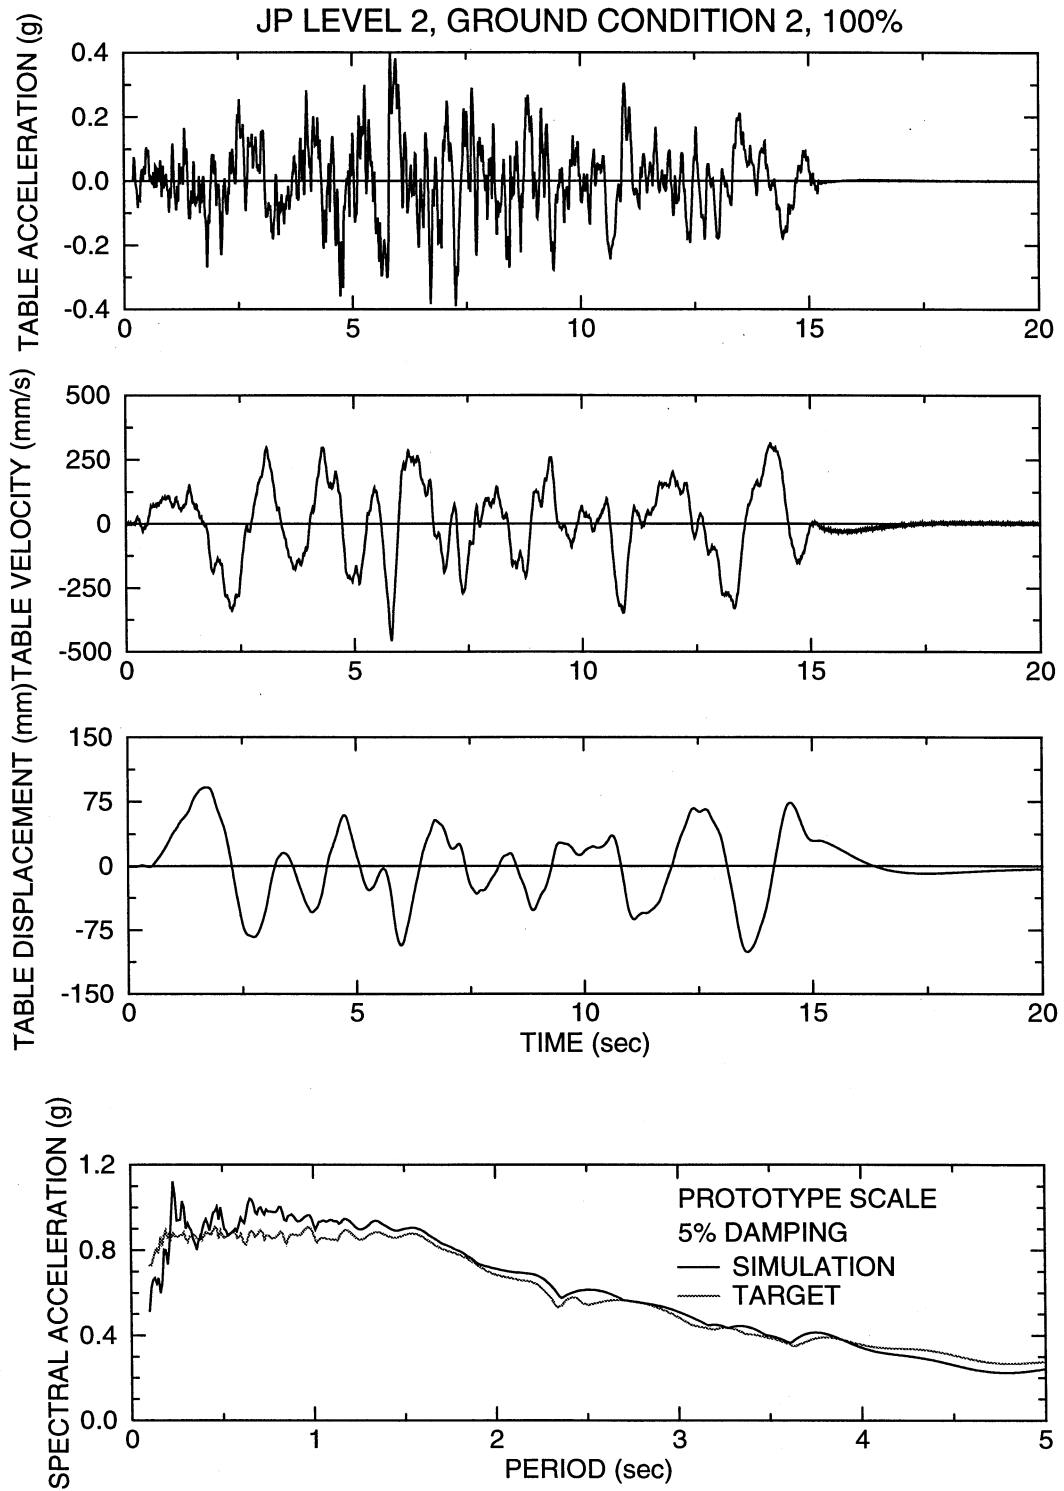 JP LEVEL 2, GROUND CONDITION 2, 100%
TABLE ACCELERATION (g)
0.4
0.2
0.0
-0.2
-0.4
0 5 10 15 20
TABLE VELOCITY (mm/s)
500
250
0
-250
-500
0 5 10 15 20
TABLE DISPLACEMENT (mm)
150
75
0
-75
-150
0 5 10 15 20
TIME (sec)
SPECTRAL ACCELERATION (g)
1.2
0.8
0.4
0.0
PROTOTYPE SCALE
5% DAMPING
SIMULATION
TARGET
0 1 2 3 4 5
PERIOD (sec)